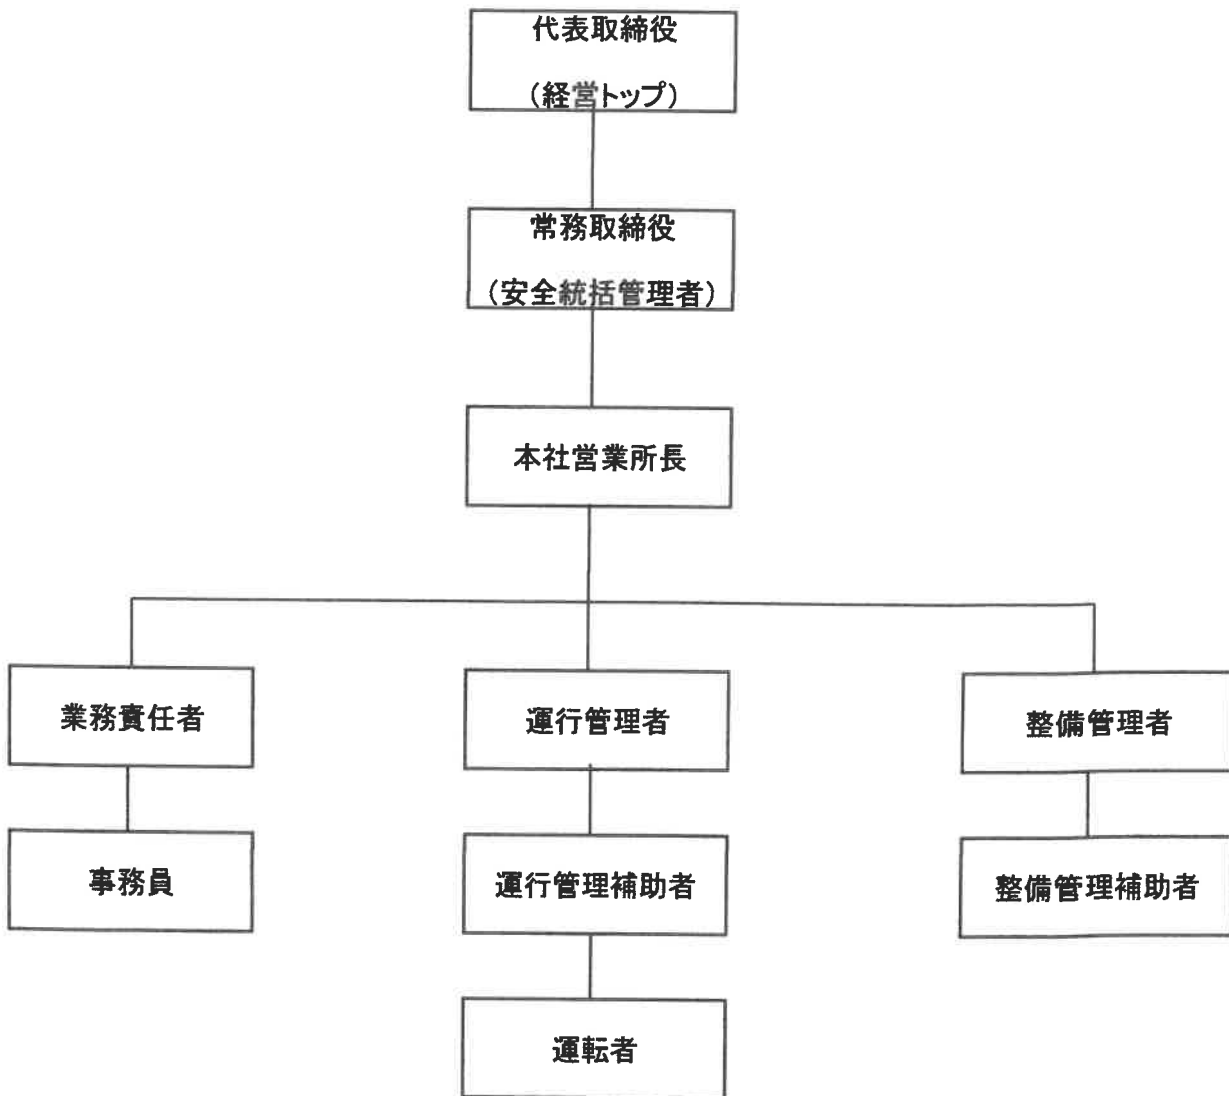 代表取締役
（経営トップ）
常務取締役
（安全統括管理者）
本社営業所長
業務責任者
運行管理者
整備管理者
事務員
運行管理補助者
整備管理補助者
運転者